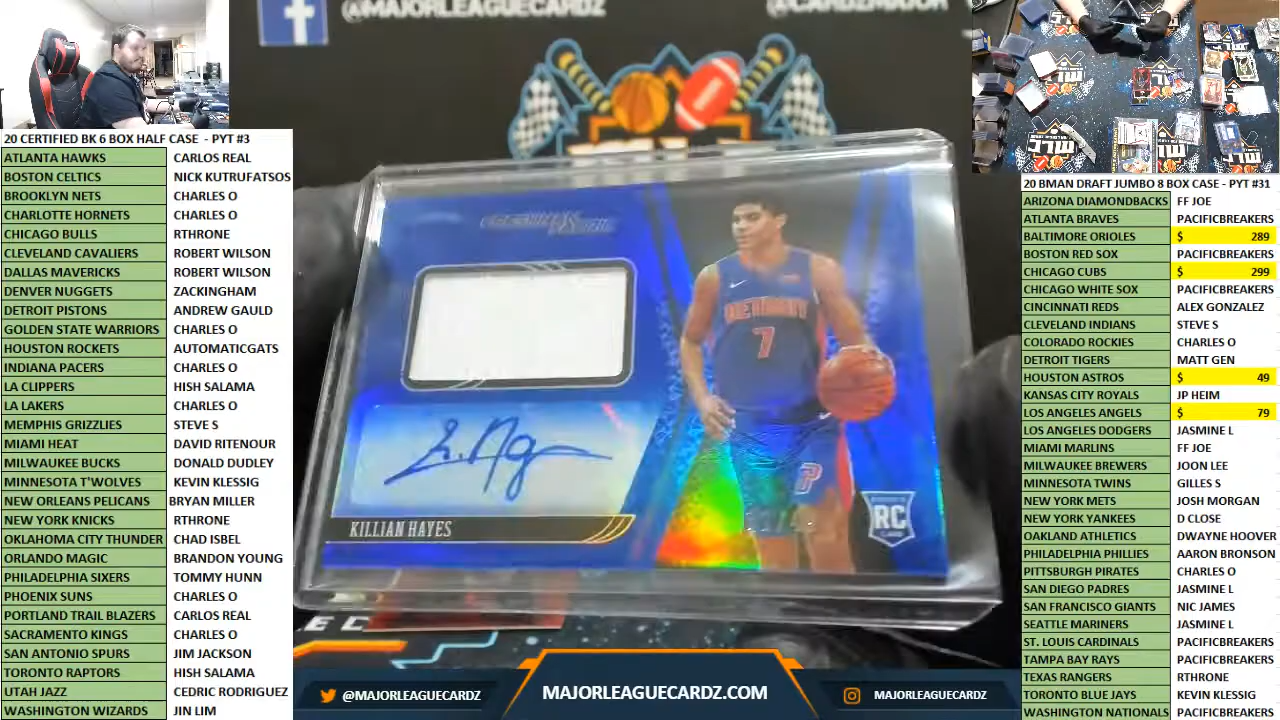 @MAJORLEAGUECARDZ
@CARDZMAJOR
20 CERTIFIED BK 6 BOX HALF CASE - PYT #3
ATLANTA HAWKS CARLOS REAL
BOSTON CELTICS NICK KUTRUFATSOS
BROOKLYN NETS CHARLES O
CHARLOTTE HORNETS CHARLES O
CHICAGO BULLS RTHRONE
CLEVELAND CAVALIERS ROBERT WILSON
DALLAS MAVERICKS ROBERT WILSON
DENVER NUGGETS ZACKINGHAM
DETROIT PISTONS ANDREW GAULD
GOLDEN STATE WARRIORS CHARLES O
HOUSTON ROCKETS AUTOMATICGATS
INDIANA PACERS CHARLES O
LA CLIPPERS HISH SALAMA
LA LAKERS CHARLES O
MEMPHIS GRIZZLIES STEVE S
MIAMI HEAT DAVID RITENOUR
MILWAUKEE BUCKS DONALD DUDLEY
MINNESOTA T'WOLVES KEVIN KLESSIG
NEW ORLEANS PELICANS BRYAN MILLER
NEW YORK KNICKS RTHRONE
OKLAHOMA CITY THUNDER CHAD ISBEL
ORLANDO MAGIC BRANDON YOUNG
PHILADELPHIA SIXERS TOMMY HUNN
PHOENIX SUNS CHARLES O
PORTLAND TRAIL BLAZERS CARLOS REAL
SACRAMENTO KINGS CHARLES O
SAN ANTONIO SPURS JIM JACKSON
TORONTO RAPTORS HISH SALAMA
UTAH JAZZ CEDRIC RODRIGUEZ
WASHINGTON WIZARDS JIN LIM
DETROIT
7
KILLIAN HAYES
RC
20 BMAN DRAFT JUMBO 8 BOX CASE - PYT #31
ARIZONA DIAMONDBACKS FF JOE
ATLANTA BRAVES PACIFICBREAKERS
BALTIMORE ORIOLES $ 289
BOSTON RED SOX PACIFICBREAKERS
CHICAGO CUBS $ 299
CHICAGO WHITE SOX PACIFICBREAKERS
CINCINNATI REDS ALEX GONZALEZ
CLEVELAND INDIANS STEVE S
COLORADO ROCKIES CHARLES O
DETROIT TIGERS MATT GEN
HOUSTON ASTROS $ 49
KANSAS CITY ROYALS JP HEIM
LOS ANGELES ANGELS $ 79
LOS ANGELES DODGERS JASMINE L
MIAMI MARLINS FF JOE
MILWAUKEE BREWERS JOON LEE
MINNESOTA TWINS GILLES S
NEW YORK METS JOSH MORGAN
NEW YORK YANKEES D CLOSE
OAKLAND ATHLETICS DWAYNE HOOVER
PHILADELPHIA PHILLIES AARON BRONSON
PITTSBURGH PIRATES CHARLES O
SAN DIEGO PADRES JASMINE L
SAN FRANCISCO GIANTS NIC JAMES
SEATTLE MARINERS JASMINE L
ST. LOUIS CARDINALS PACIFICBREAKERS
TAMPA BAY RAYS PACIFICBREAKERS
TEXAS RANGERS RTHRONE
TORONTO BLUE JAYS KEVIN KLESSIG
WASHINGTON NATIONALS PACIFICBREAKERS
@MAJORLEAGUECARDZ
MAJORLEAGUECARDZ.COM
MAJORLEAGUECARDZ